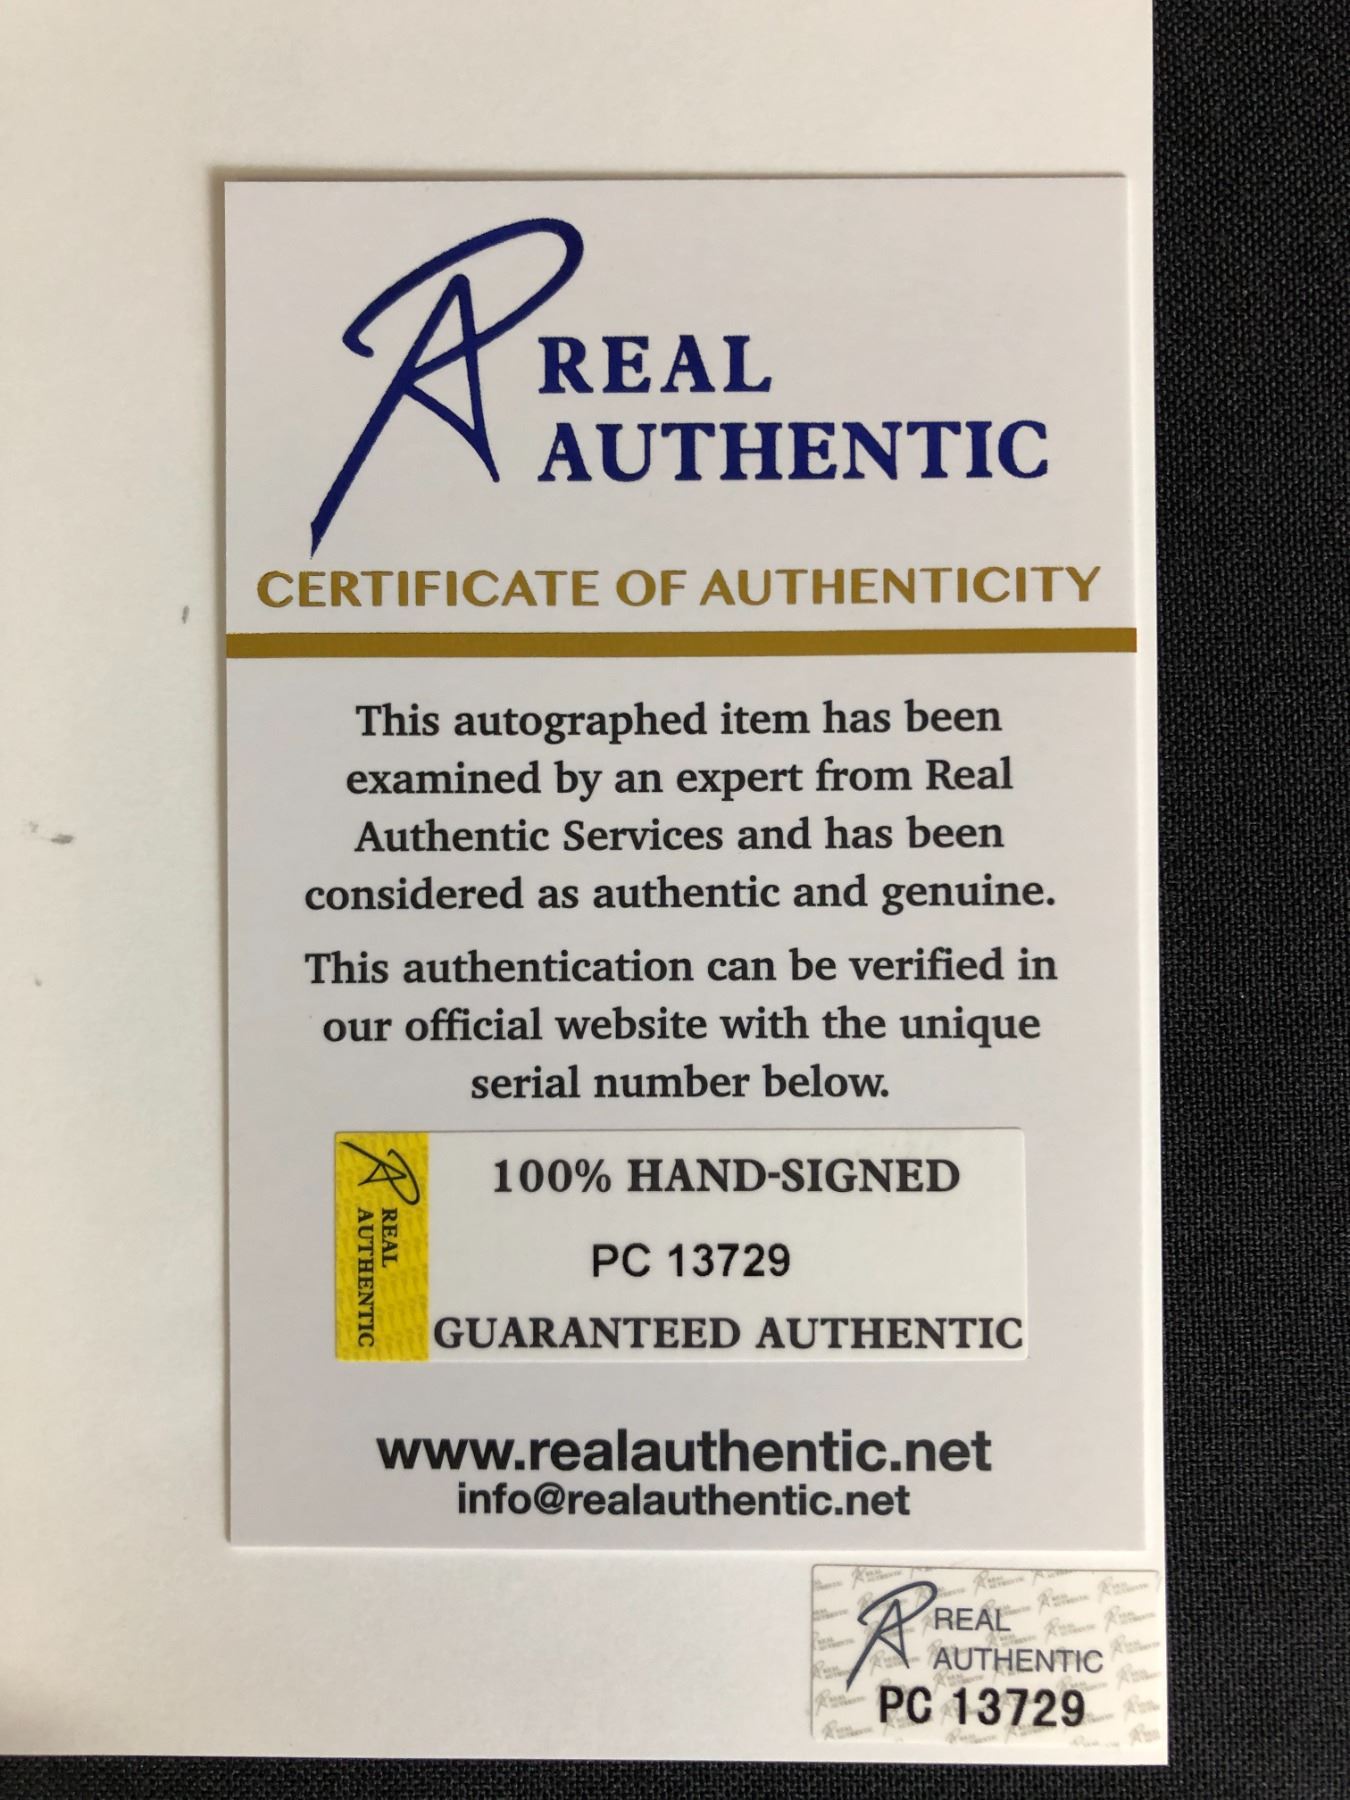 REAL
AUTHENTIC
CERTIFICATE OF AUTHENTICITY
This autographed item has been
examined by an expert from Real
Authentic Services and has been
considered as authentic and genuine.
This authentication can be verified in
our official website with the unique
serial number below.
REAL
AUTHENTIC
100% HAND-SIGNED
PC 13729
GUARANTEED AUTHENTIC
www.realauthentic.net
info@realauthentic.net
REAL
AUTHENTIC
PC 13729